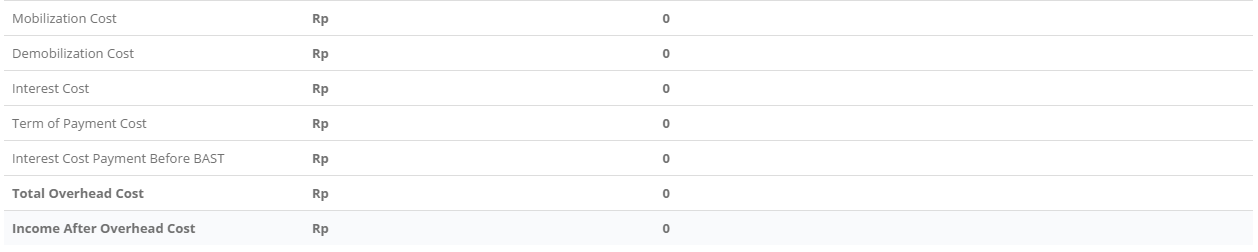 Mobilization Cost Rp 0
Demobilization Cost Rp 0
Interest Cost Rp 0
Term of Payment Cost Rp 0
Interest Cost Payment Before BAST Rp 0
Total Overhead Cost Rp 0
Income After Overhead Cost Rp 0